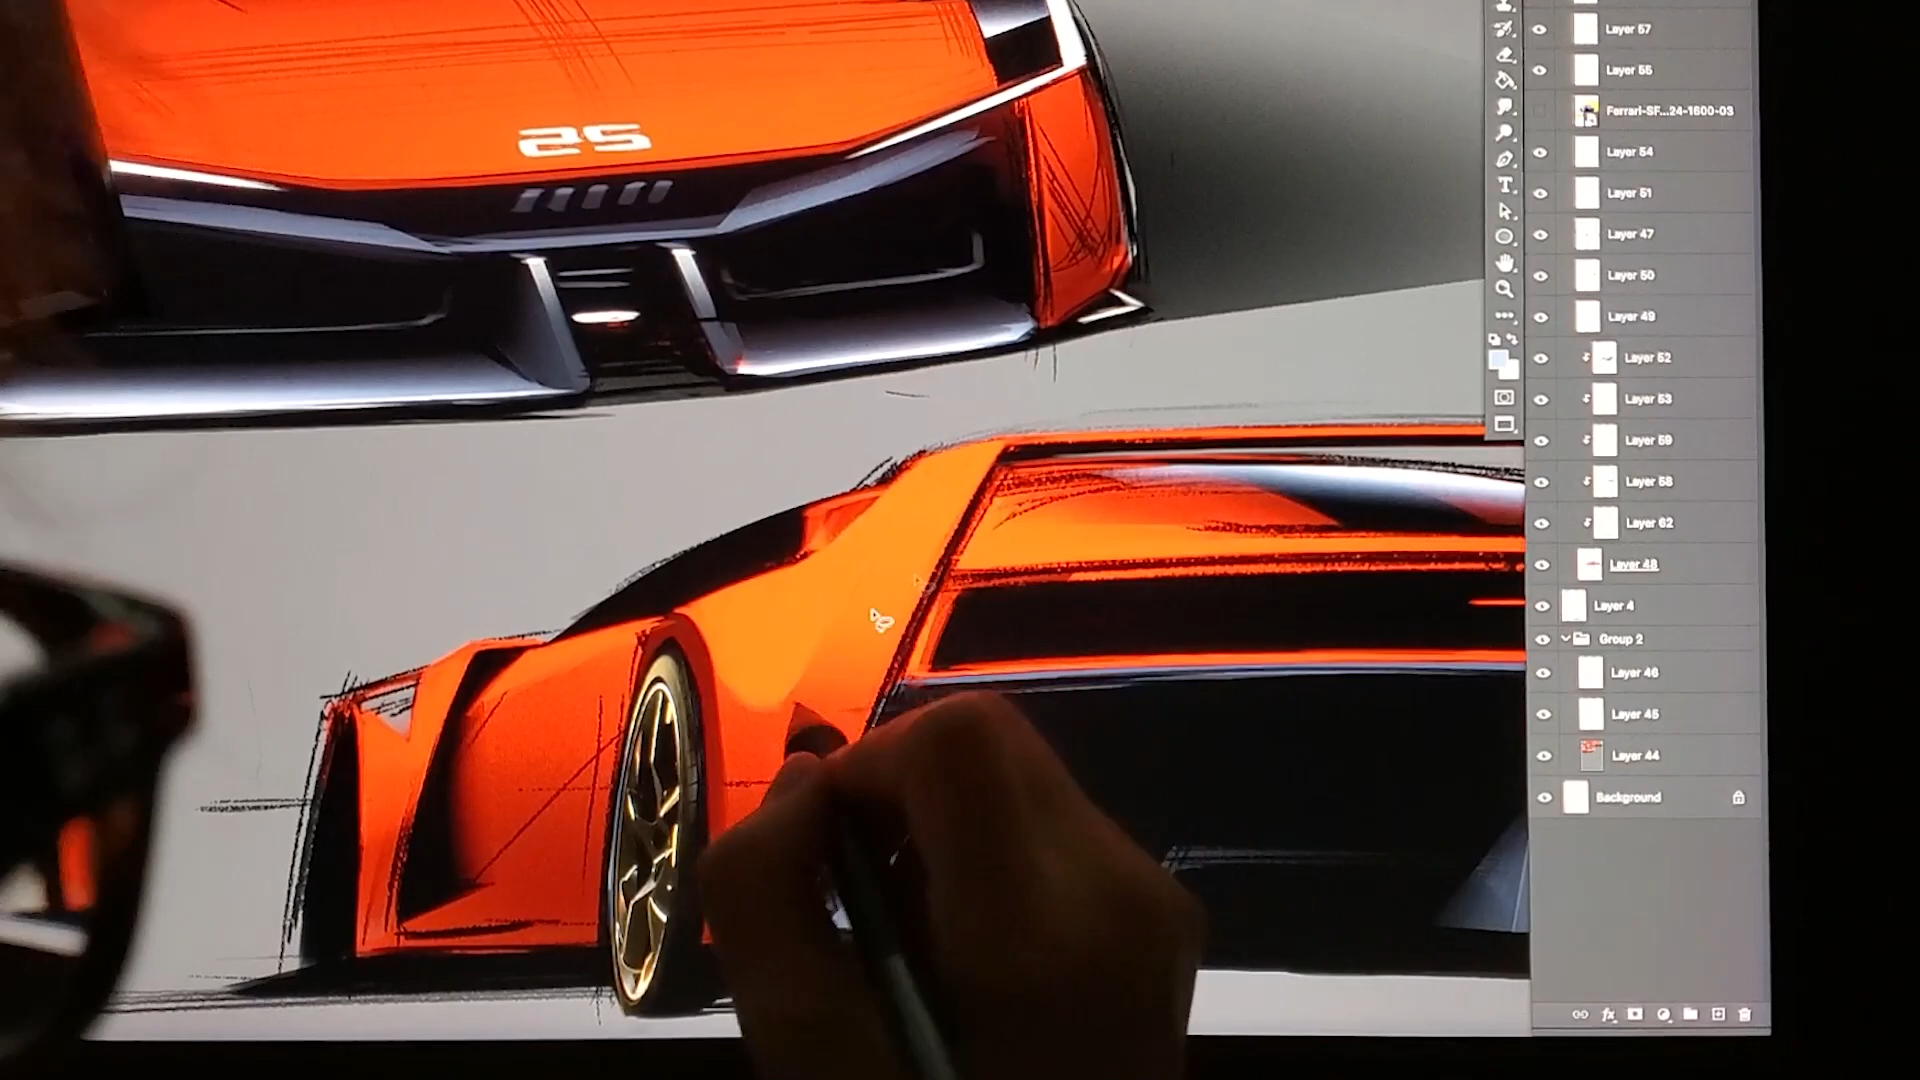 25
Layer 57
Layer 55
Ferrari-SF...24-1600-03
Layer 54
Layer 51
Layer 47
Layer 50
Layer 49
Layer 52
Layer 53
Layer 59
Layer 58
Layer 62
Layer 48
Layer 4
Group 2
Layer 46
Layer 45
Layer 44
Background
fx